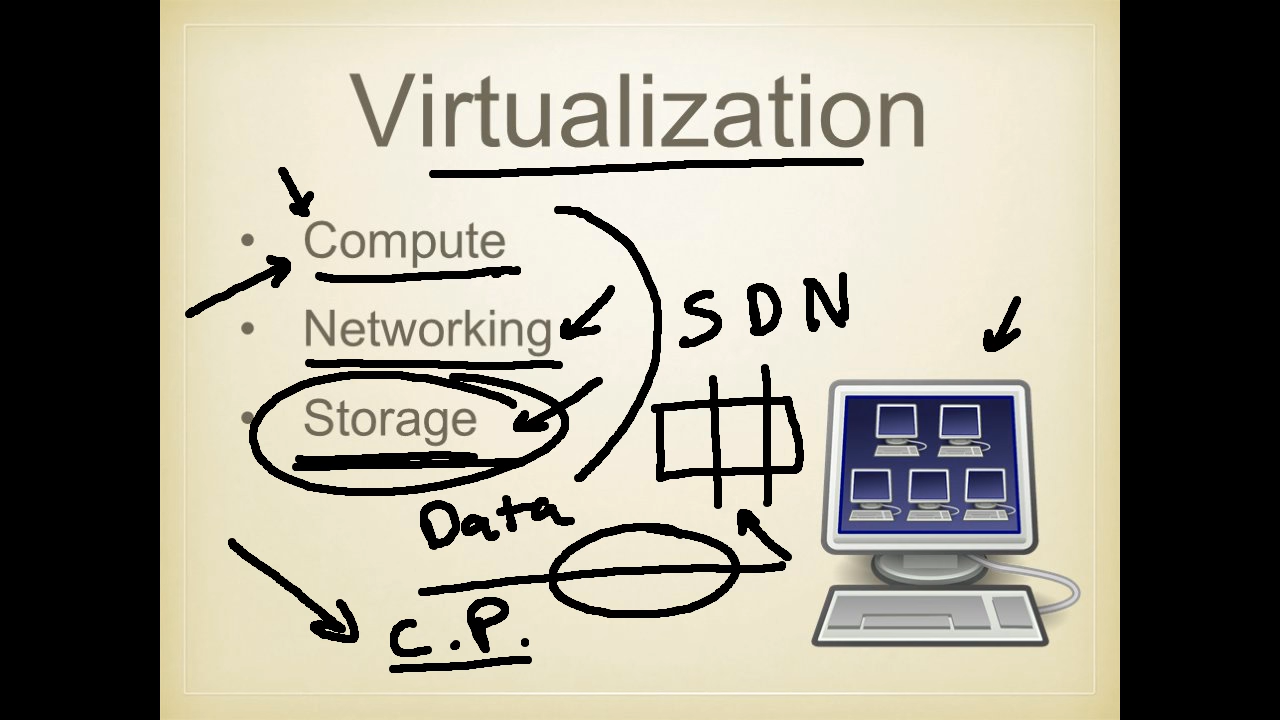 Virtualization
• Compute
• Networking
• Storage
SDN
Data
C.P.